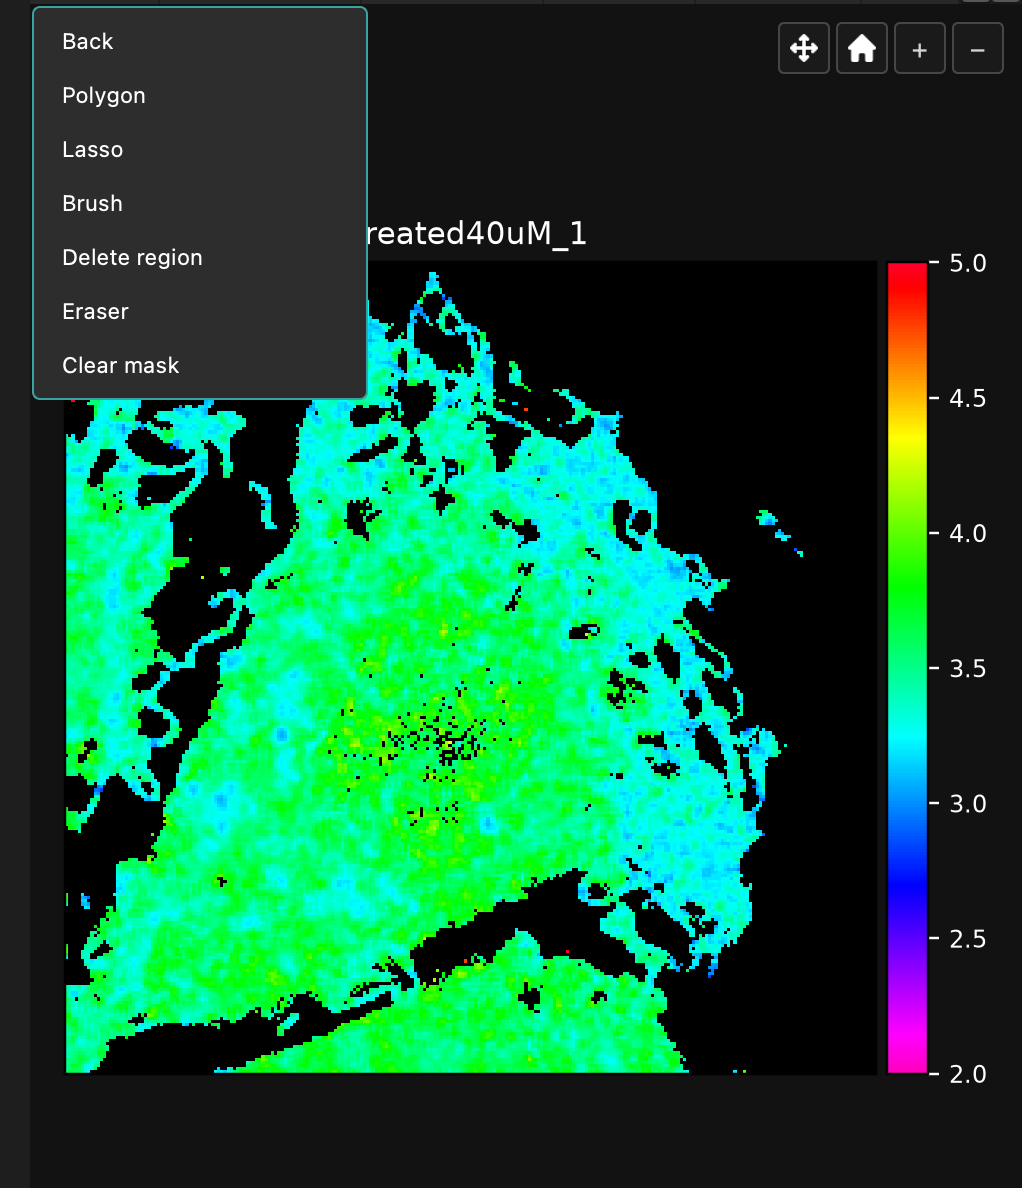 Back
Polygon
Lasso
Brush
Delete region
Eraser
Clear mask
+
−
reated40uM_1
5.0
4.5
4.0
3.5
3.0
2.5
2.0